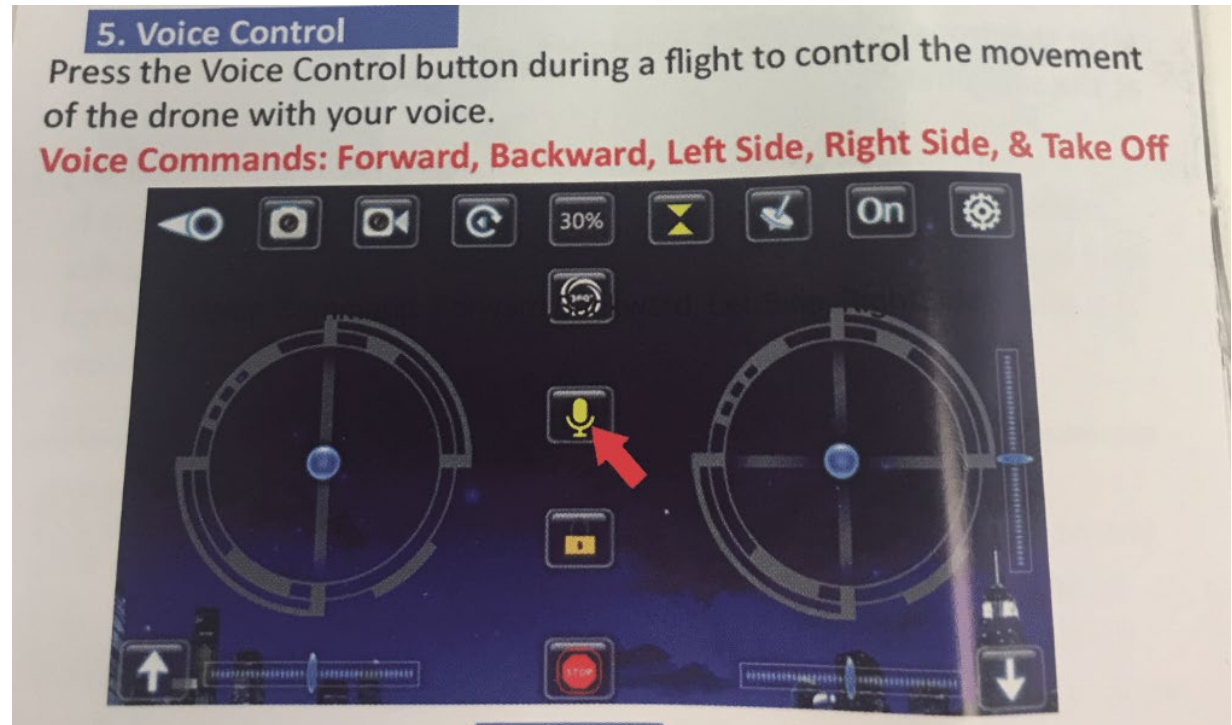 5. Voice Control
Press the Voice Control button during a flight to control the movement
of the drone with your voice.
Voice Commands: Forward, Backward, Left Side, Right Side, & Take Off
30%
On
360°
STOP